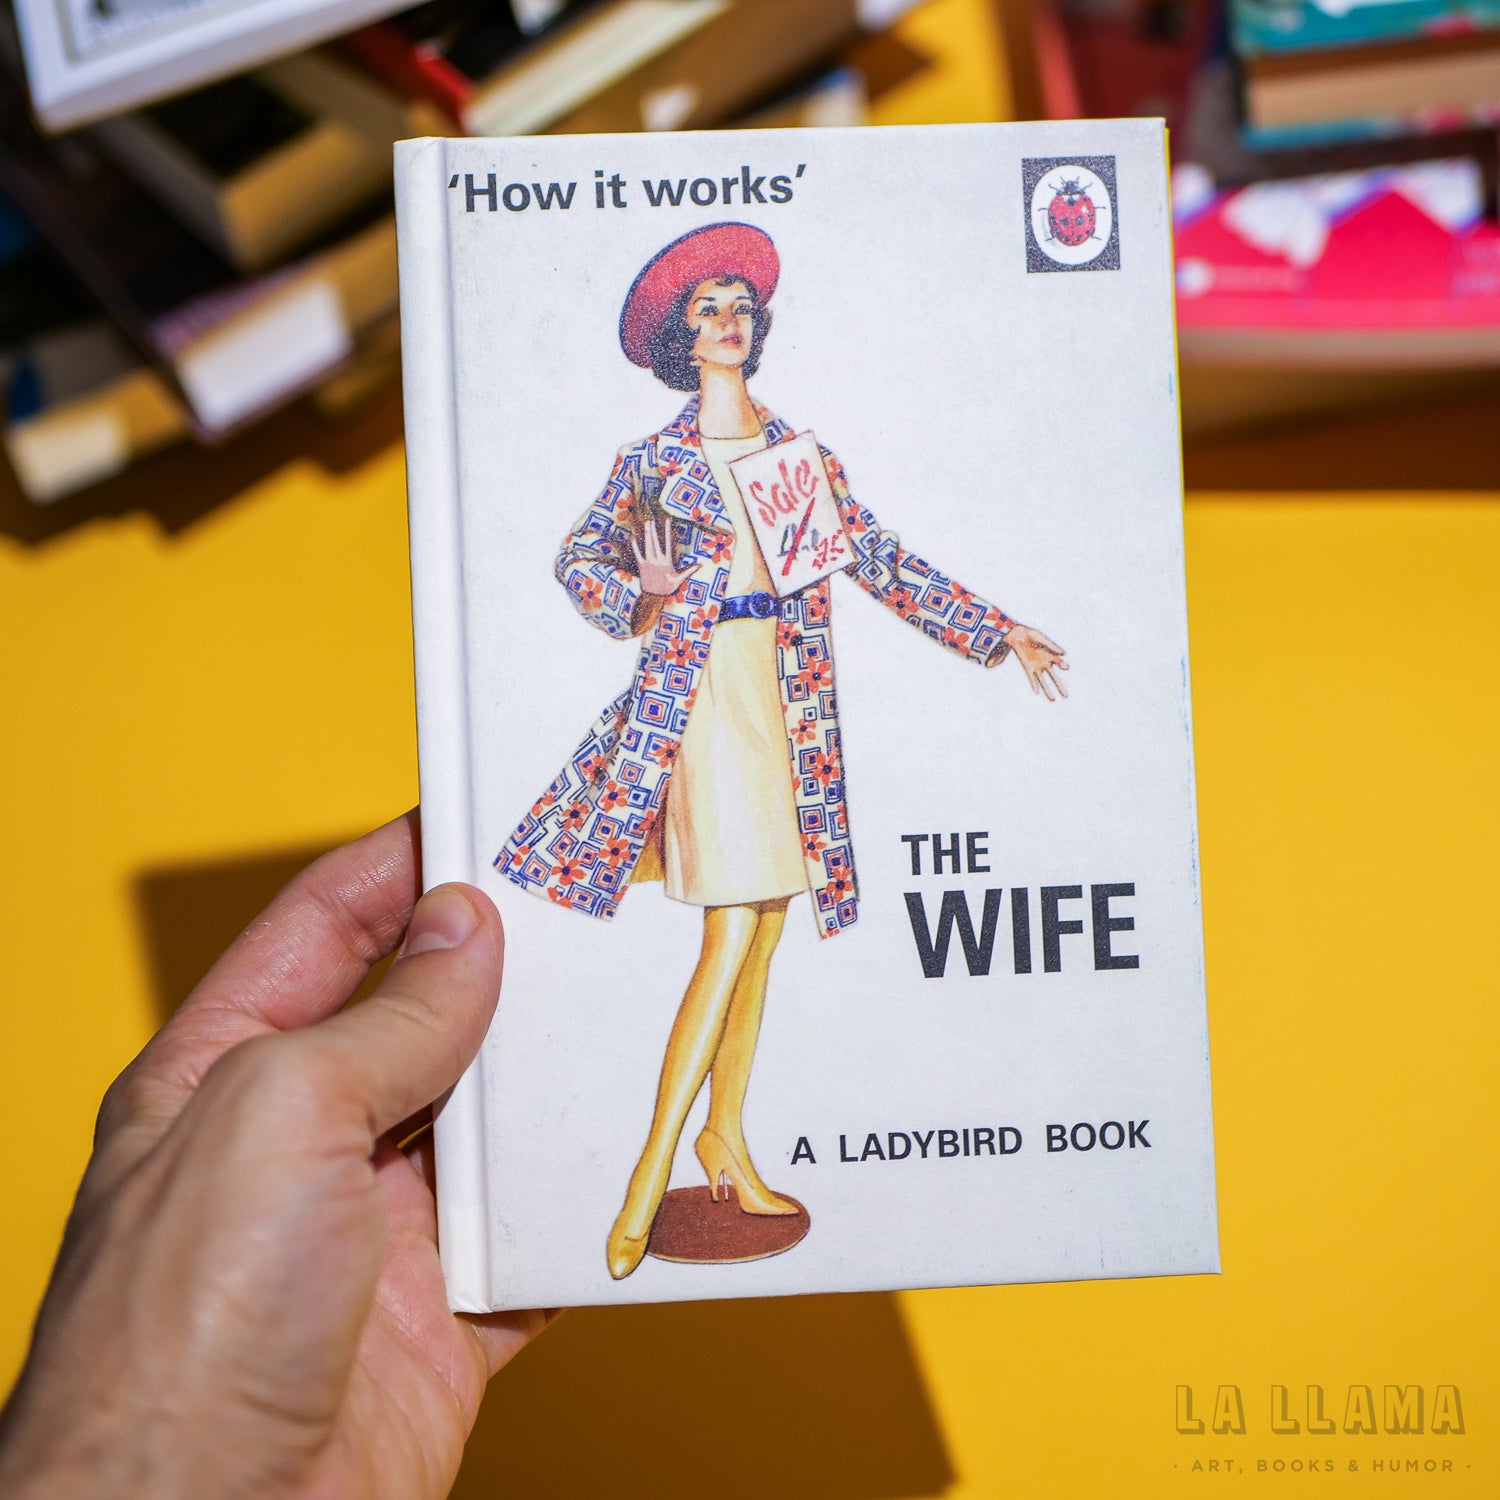 ‘How it works’
Sale
THE
WIFE
A LADYBIRD BOOK
LA LLAMA
· ART, BOOKS & HUMOR ·